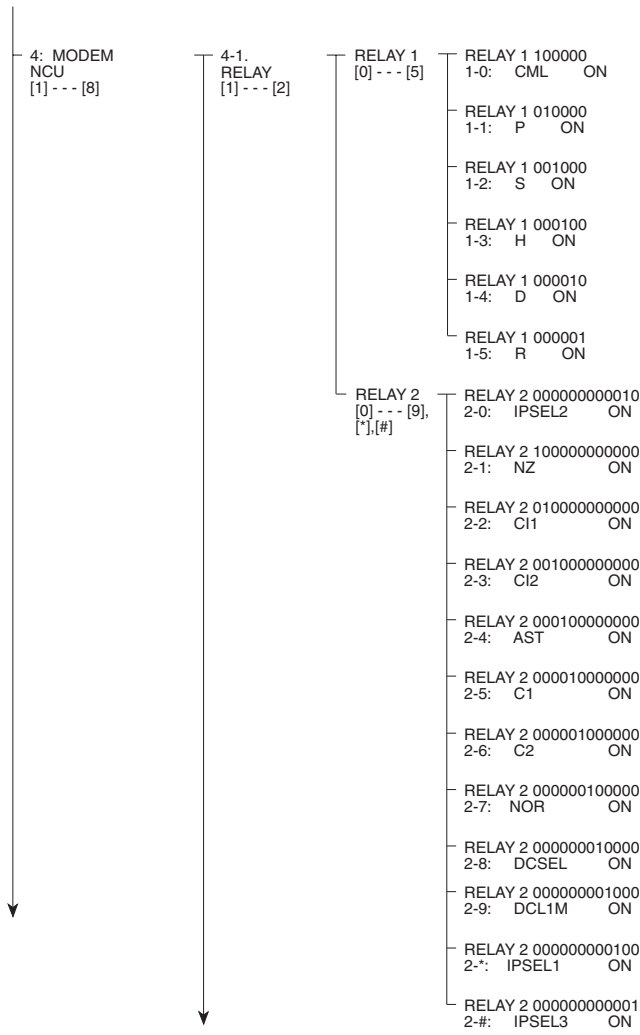 4: MODEM
NCU
[1] - - - [8]
4-1.
RELAY
[1] - - - [2]
RELAY 1
[0] - - - [5]
RELAY 1 100000
1-0: CML ON
RELAY 1 010000
1-1: P ON
RELAY 1 001000
1-2: S ON
RELAY 1 000100
1-3: H ON
RELAY 1 000010
1-4: D ON
RELAY 1 000001
1-5: R ON
RELAY 2
[0] - - - [9],
[*],[#]
RELAY 2 000000000010
2-0: IPSEL2 ON
RELAY 2 100000000000
2-1: NZ ON
RELAY 2 010000000000
2-2: CI1 ON
RELAY 2 001000000000
2-3: CI2 ON
RELAY 2 000100000000
2-4: AST ON
RELAY 2 000010000000
2-5: C1 ON
RELAY 2 000001000000
2-6: C2 ON
RELAY 2 000000100000
2-7: NOR ON
RELAY 2 000000010000
2-8: DCSEL ON
RELAY 2 000000001000
2-9: DCL1M ON
RELAY 2 000000000100
2-*: IPSEL1 ON
RELAY 2 000000000001
2-#: IPSEL3 ON